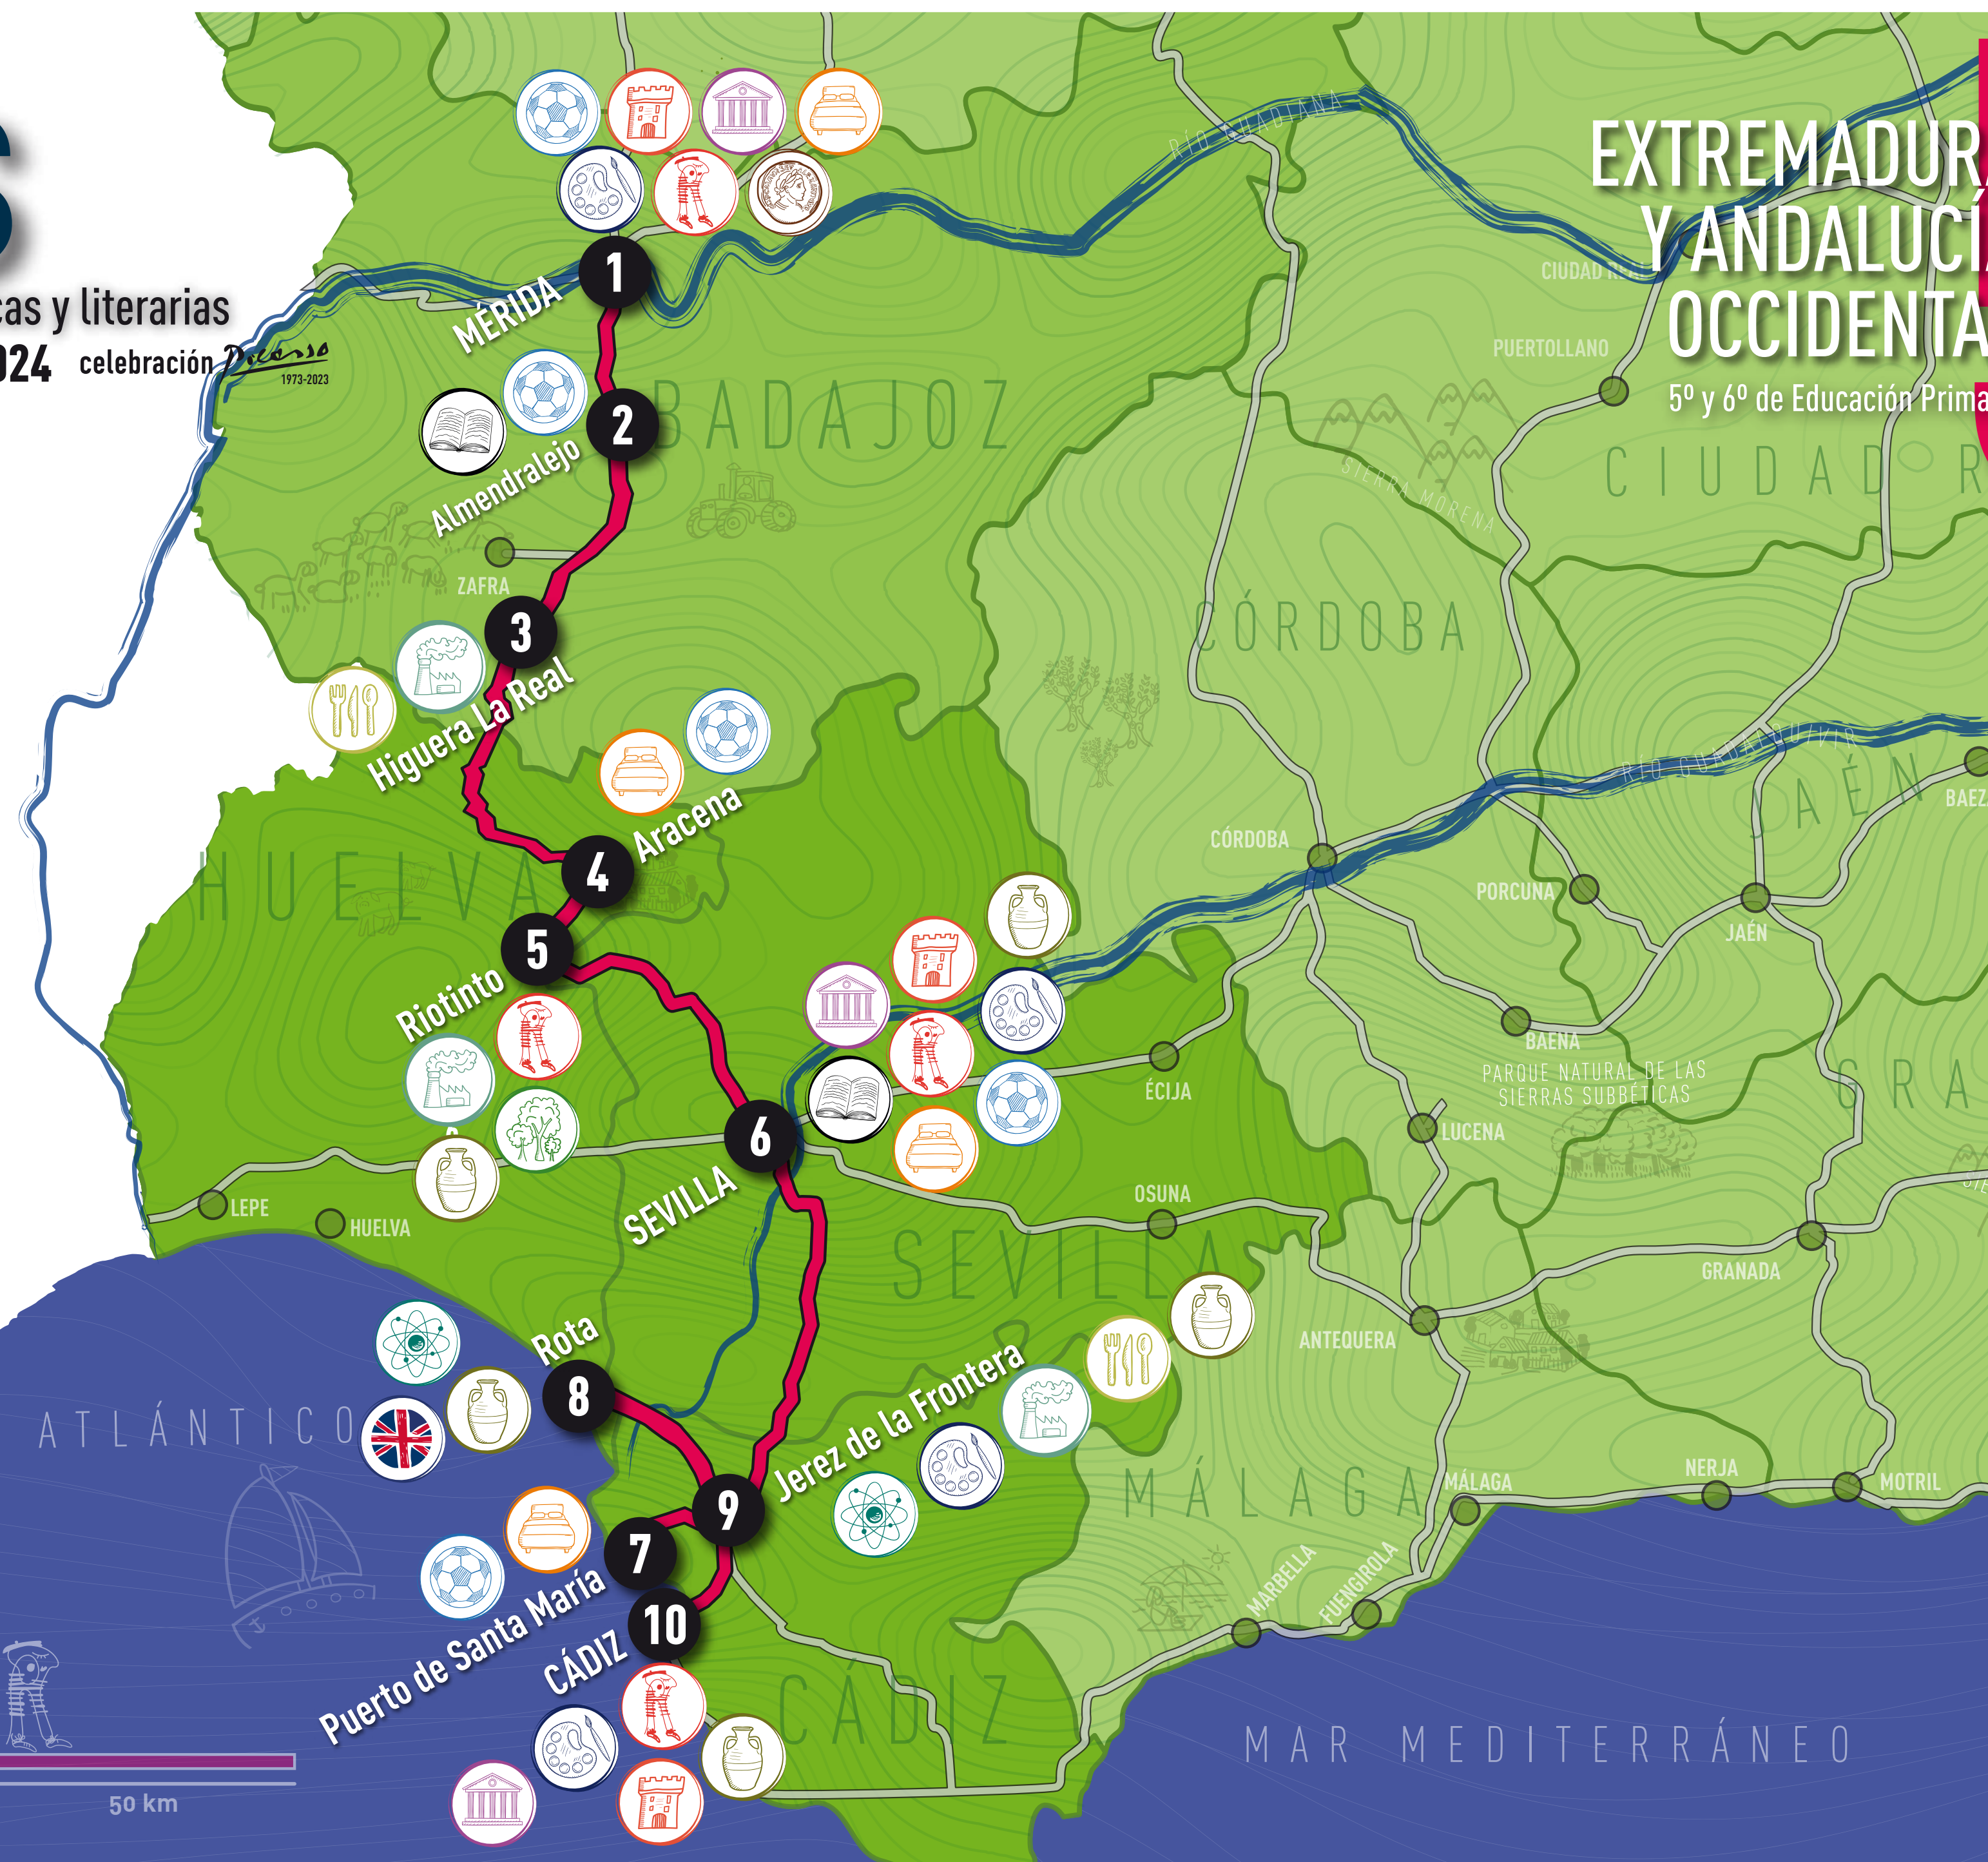 S
cas y literarias
024 celebración Picasso
1973-2023
EXTREMADURA
Y ANDALUCÍA
OCCIDENTA
5º y 6º de Educación Prima
RÍO GUADIANA
CIUDAD REAL
PUERTOLLANO
1
MÉRIDA
BADAJOZ
2
Almendralejo
SIERRA MORENA
CIUDAD R
ZAFRA
3
Higuera La Real
CÓRDOBA
RÍO GUADALQUIVIR
JAÉN
BAEZ
Aracena
4
HUELVA
CÓRDOBA
PORCUNA
JAÉN
5
Riotinto
BAENA
PARQUE NATURAL DE LAS
SIERRAS SUBBÉTICAS
GRA
ÉCIJA
LUCENA
6
SEVILLA
SIE
LEPE
HUELVA
OSUNA
SEVILLA
GRANADA
ANTEQUERA
Rota
8
Jerez de la Frontera
ATLÁNTICO
9
MÁLAGA
MÁLAGA
NERJA
MOTRIL
7
Puerto de Santa María
MARBELLA
FUENGIROLA
10
CÁDIZ
CÁDIZ
MAR MEDITERRÁNEO
50 km